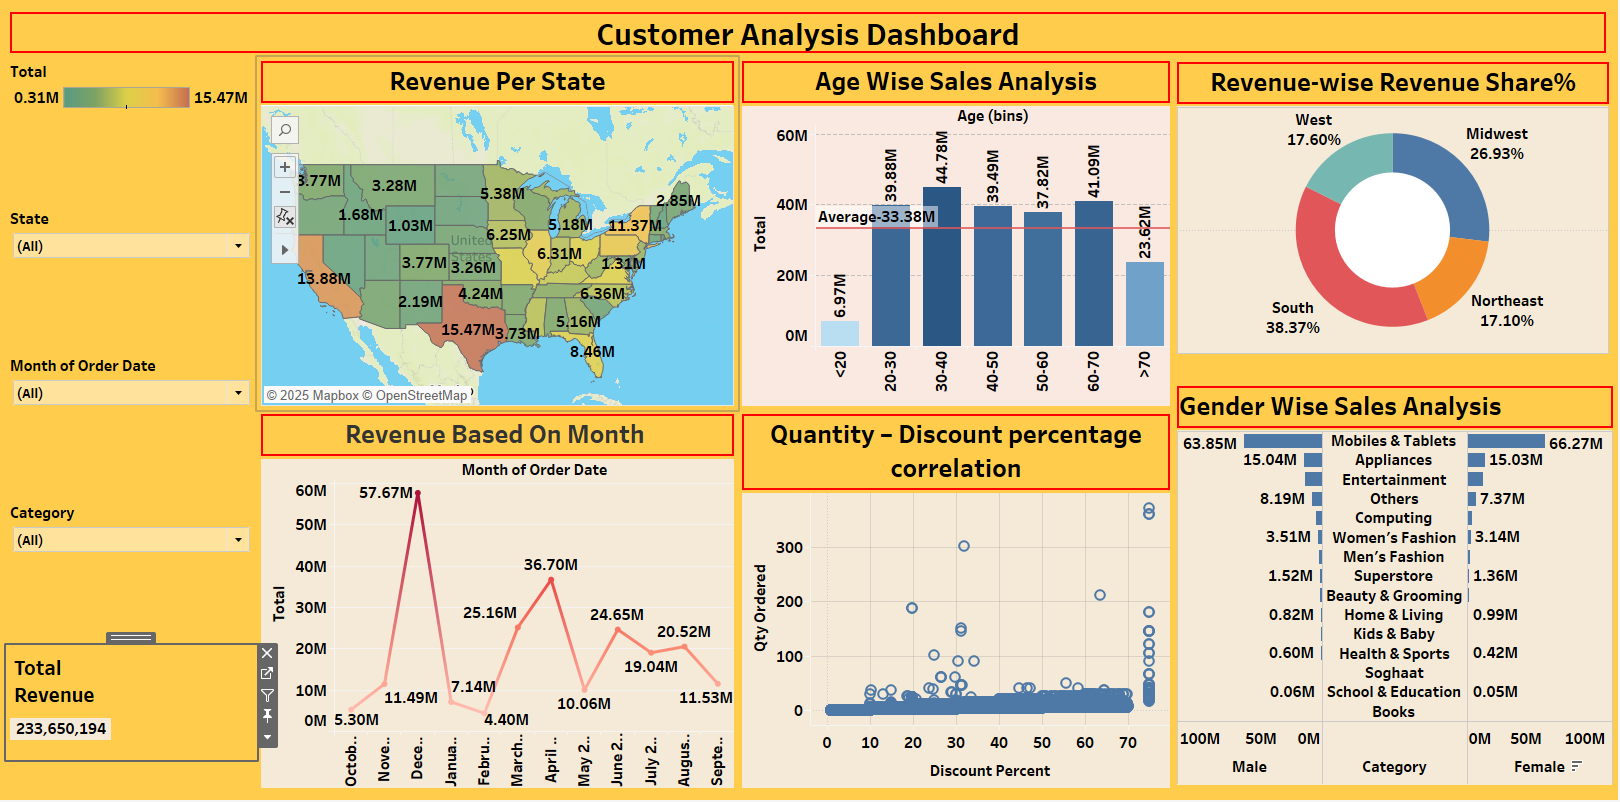 Customer Analysis Dashboard
Total
0.31M
15.47M
State
(All)
Month of Order Date
(All)
Category
(All)
Total
Revenue
233,650,194
Revenue Per State
3.77M
3.28M
5.38M
2.85M
1.68M
1.03M
6.25M
5.18M
11.37M
United
States
3.77M
3.26M
6.31M
1.31M
13.88M
2.19M
4.24M
6.36M
15.47M
3.73M
5.16M
8.46M
© 2025 Mapbox © OpenStreetMap
Age Wise Sales Analysis
Age (bins)
Total
60M
40M
20M
0M
Average-33.38M
6.97M
39.88M
44.78M
39.49M
37.82M
41.09M
23.62M
<20
20-30
30-40
40-50
50-60
60-70
>70
Revenue-wise Revenue Share%
West
17.60%
Midwest
26.93%
South
38.37%
Northeast
17.10%
Revenue Based On Month
Month of Order Date
Total
60M
50M
40M
30M
20M
10M
0M
5.30M
11.49M
57.67M
7.14M
4.40M
25.16M
36.70M
10.06M
24.65M
19.04M
20.52M
11.53M
Octob..
Nove..
Dece..
Janua..
Febru..
March..
April ..
May 2..
June 2..
July 2..
Augus..
Septe..
Quantity – Discount percentage
correlation
Qty Ordered
300
200
100
0
0 10 20 30 40 50 60 70
Discount Percent
Gender Wise Sales Analysis
63.85M Mobiles & Tablets 66.27M
15.04M Appliances 15.03M
Entertainment
8.19M Others 7.37M
Computing
3.51M Women's Fashion 3.14M
Men's Fashion
1.52M Superstore 1.36M
Beauty & Grooming
0.82M Home & Living 0.99M
Kids & Baby
0.60M Health & Sports 0.42M
Soghaat
0.06M School & Education 0.05M
Books
100M 50M 0M 0M 50M 100M
Male Category Female